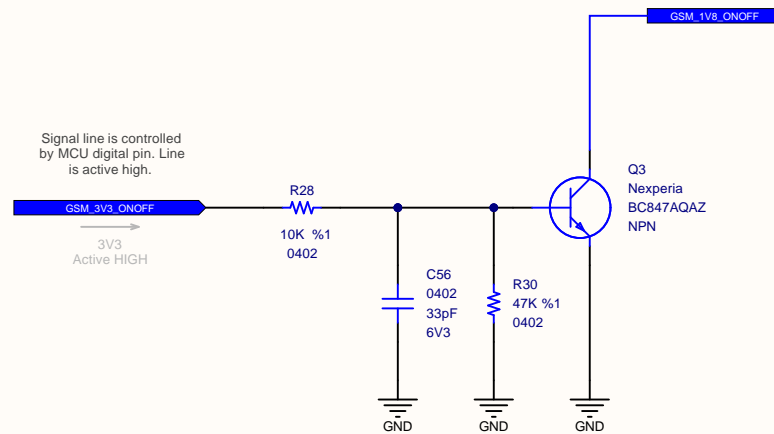 GSM_1V8_ONOFF
Signal line is controlled
by MCU digital pin. Line
is active high.
GSM_3V3_ONOFF
3V3
Active HIGH
R28
10K %1
0402
C56
0402
33pF
6V3
R30
47K %1
0402
Q3
Nexperia
BC847AQAZ
NPN
GND
GND
GND